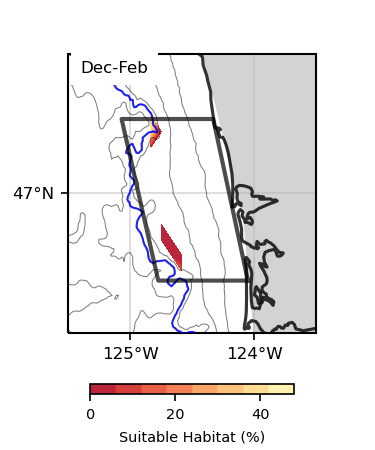 Dec-Feb
47°N
125°W 124°W
0 20 40
Suitable Habitat (%)